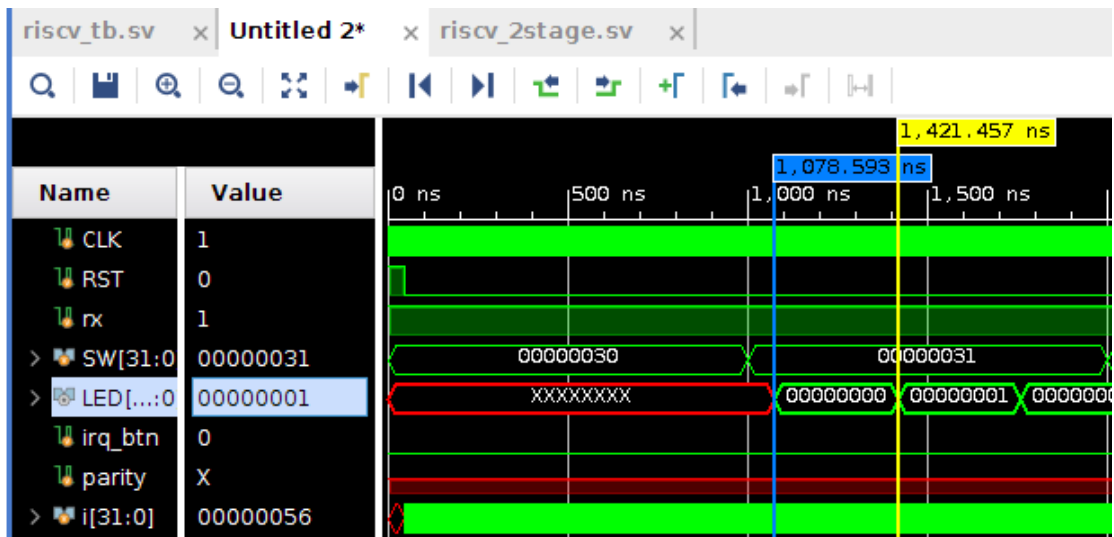 riscv_tb.sv × Untitled 2* × riscv_2stage.sv ×
1,421.457 ns
1,078.593 ns
Name Value 0 ns 500 ns 1,000 ns 1,500 ns
CLK 1
RST 0
rx 1
SW[31:0 00000031 00000030 00000031
LED[...:0 00000001 XXXXXXXX 00000000 00000001 0000000
irq_btn 0
parity X
i[31:0] 00000056